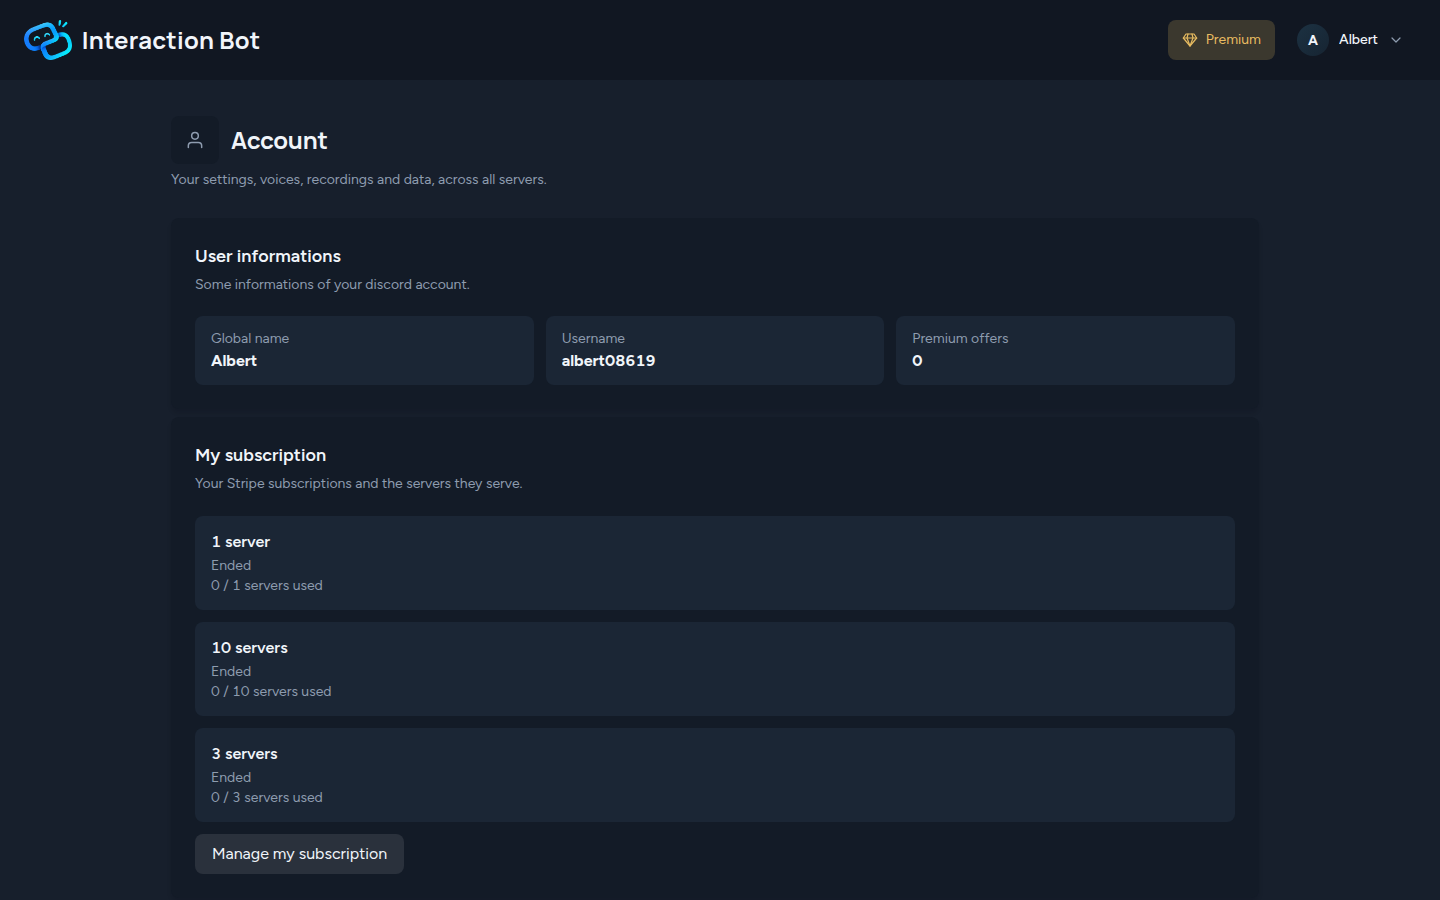 Interaction Bot
Premium
A
Albert
Account
Your settings, voices, recordings and data, across all servers.
User informations
Some informations of your discord account.
Global name
Albert
Username
albert08619
Premium offers
0
My subscription
Your Stripe subscriptions and the servers they serve.
1 server
Ended
0 / 1 servers used
10 servers
Ended
0 / 10 servers used
3 servers
Ended
0 / 3 servers used
Manage my subscription